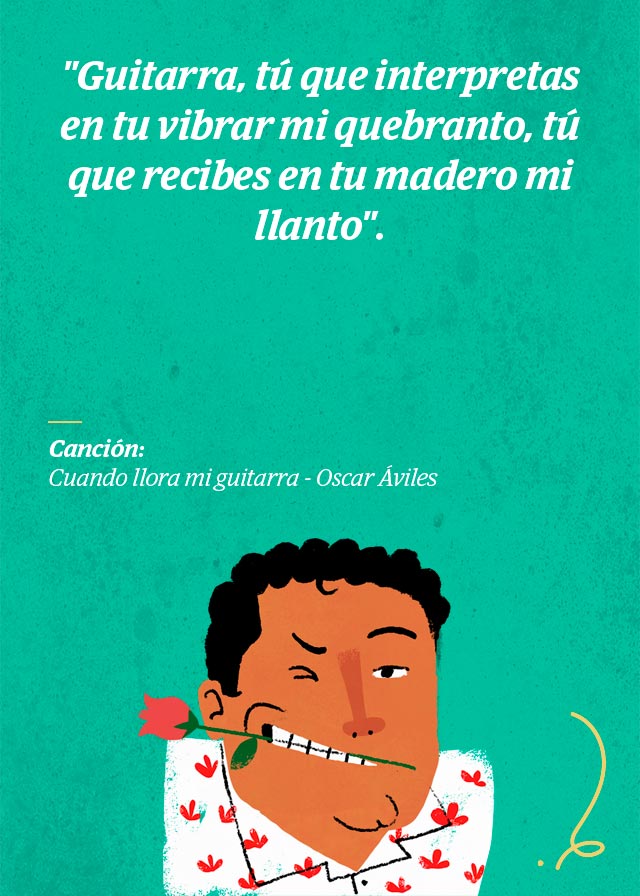 "Guitarra, tú que interpretas
en tu vibrar mi quebranto, tú
que recibes en tu madero mi
llanto".
Canción:
Cuando llora mi guitarra - Oscar Áviles